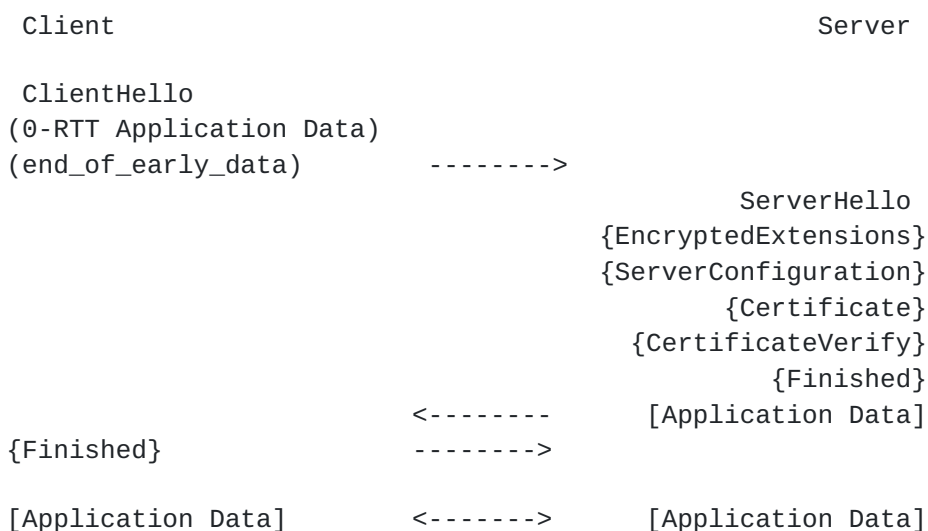 Client Server
ClientHello
(0-RTT Application Data)
(end_of_early_data) -------->
ServerHello
{EncryptedExtensions}
{ServerConfiguration}
{Certificate}
{CertificateVerify}
{Finished}
<-------- [Application Data]
{Finished} -------->
[Application Data] <-------> [Application Data]